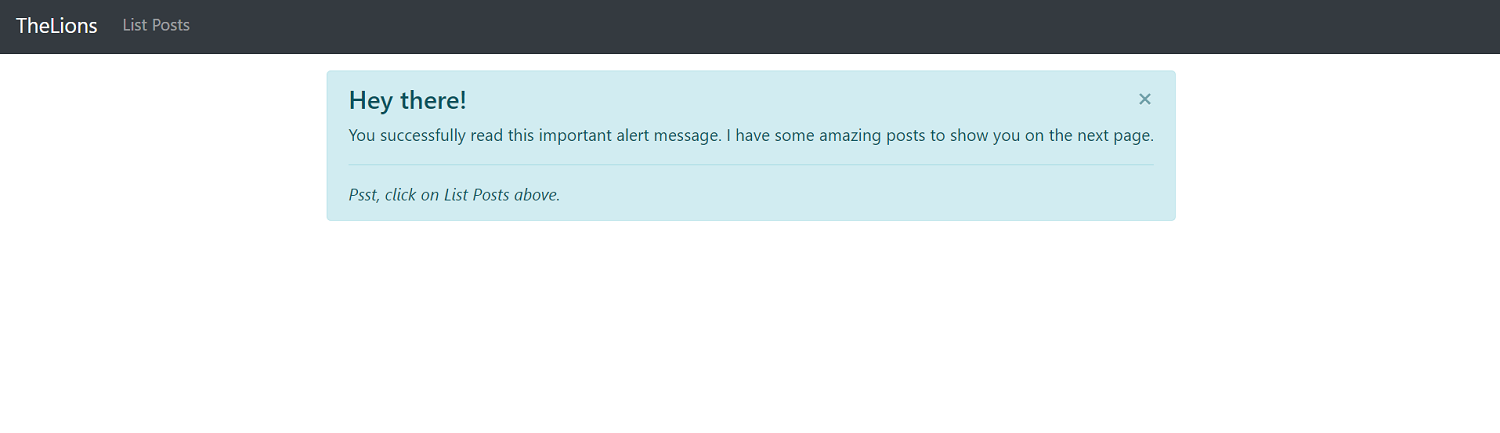 TheLions List Posts
Hey there!
×
You successfully read this important alert message. I have some amazing posts to show you on the next page.
Psst, click on List Posts above.